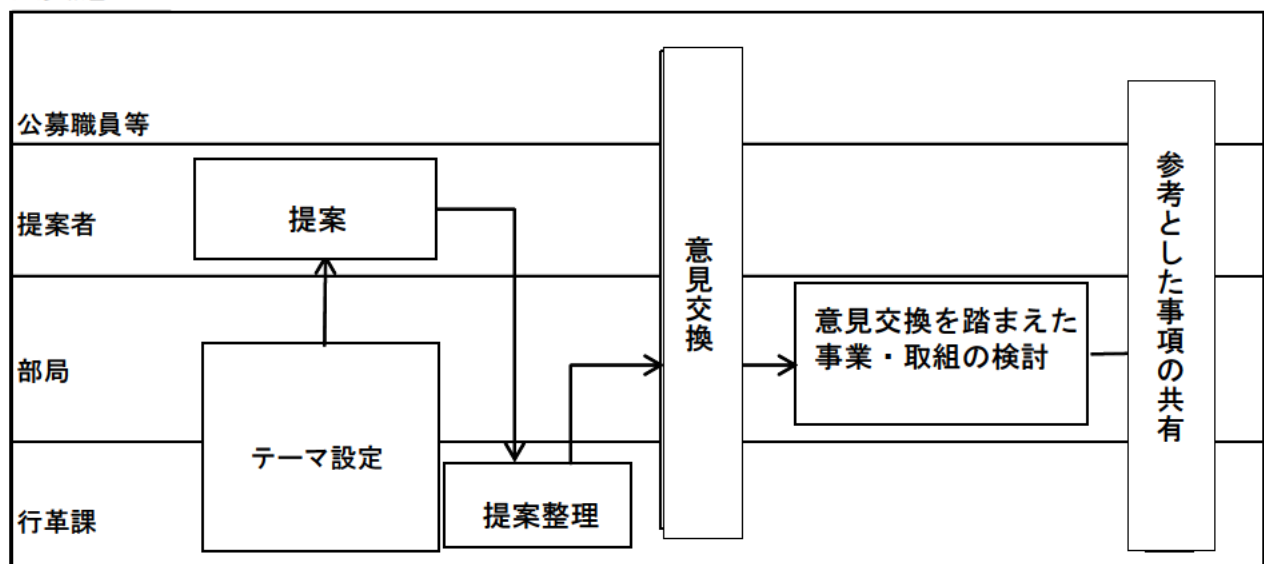 公募職員等
提案者
提案
部局
テーマ設定
行革課
提案整理
意見交換
意見交換を踏まえた
事業・取組の検討
参考とした事項の共有